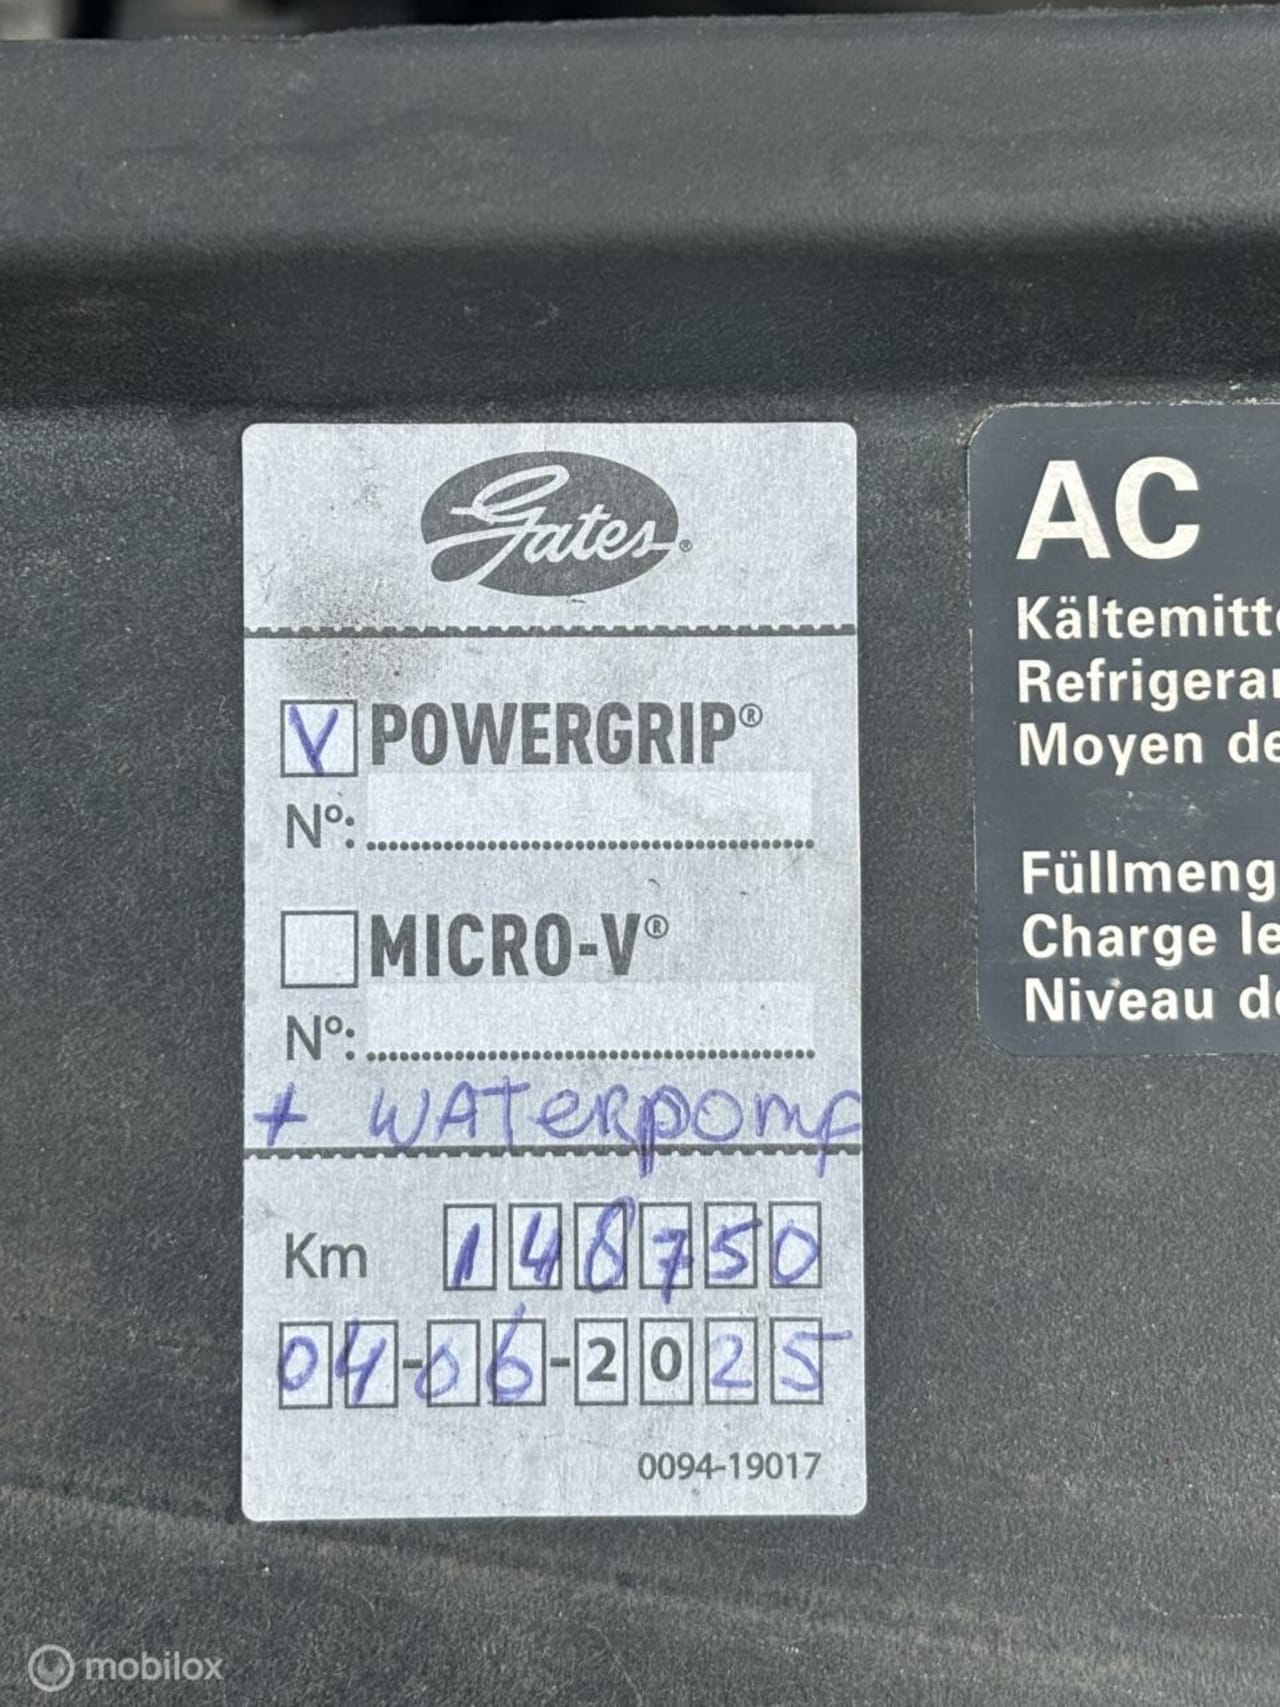 Gates®
V POWERGRIP®
Nº:
MICRO-V®
Nº:
+ WATERpomp
Km 148750
04-06-2025
0094-19017
AC
Kältemitte
Refrigeran
Moyen de
Füllmeng
Charge le
Niveau de
mobilox